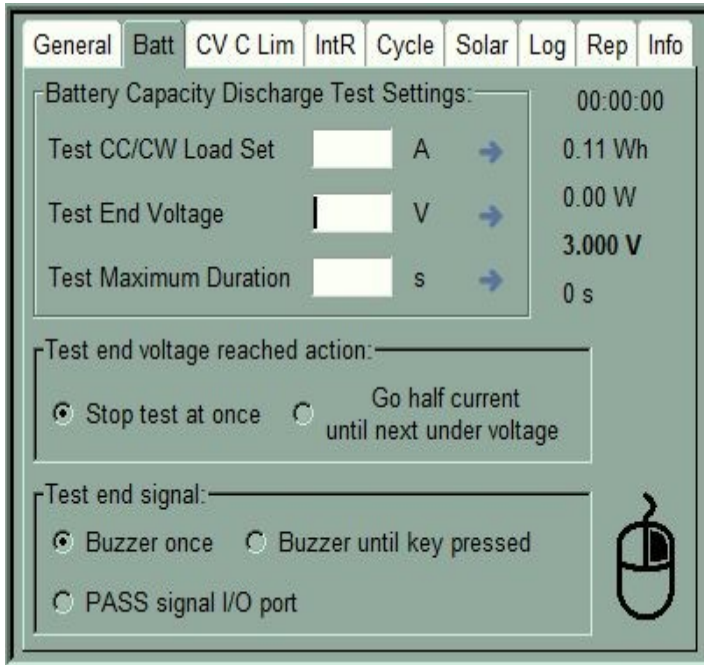 General Batt CV C Lim IntR Cycle Solar Log Rep Info
Battery Capacity Discharge Test Settings:
00:00:00
Test CC/CW Load Set A
0.11 Wh
0.00 W
Test End Voltage V
3.000 V
Test Maximum Duration s
0 s
Test end voltage reached action:
Stop test at once
Go half current
until next under voltage
Test end signal:
Buzzer once Buzzer until key pressed
PASS signal I/O port